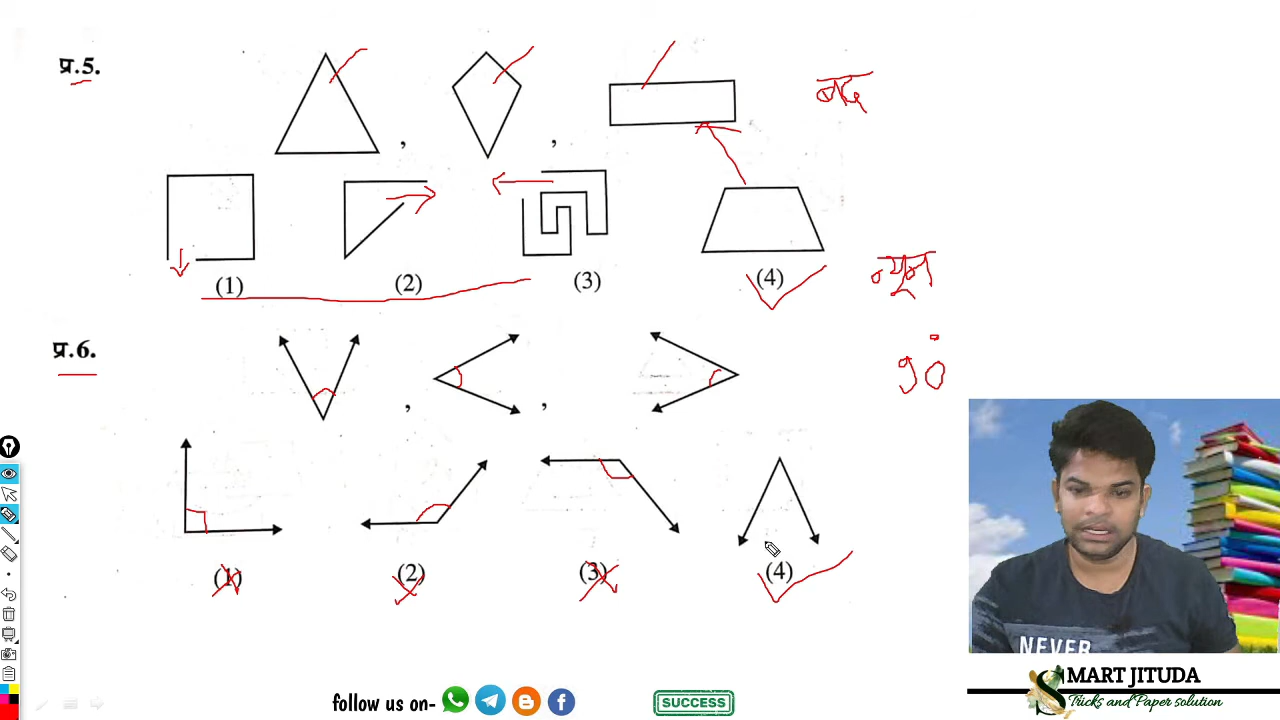 प्र.5.
बंद
, ,
(1) (2) (3) (4)
न्यून
प्र.6.
90°
, ,
(1) (2) (3) (4)
NEVER
SMART JITUDA
Tricks and Paper solution
follow us on-
SUCCESS